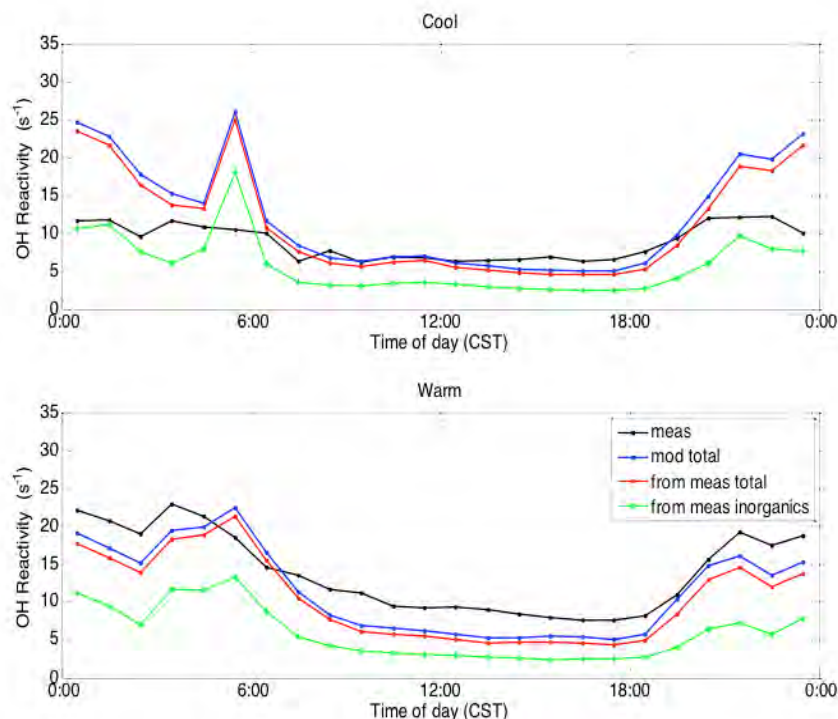 Cool
OH Reactivity (s⁻¹)
35
30
25
20
15
10
5
0
0:00 6:00 12:00 18:00 0:00
Time of day (CST)
Warm
OH Reactivity (s⁻¹)
35
30
25
20
15
10
5
0
meas
mod total
from meas total
from meas inorganics
0:00 6:00 12:00 18:00 0:00
Time of day (CST)